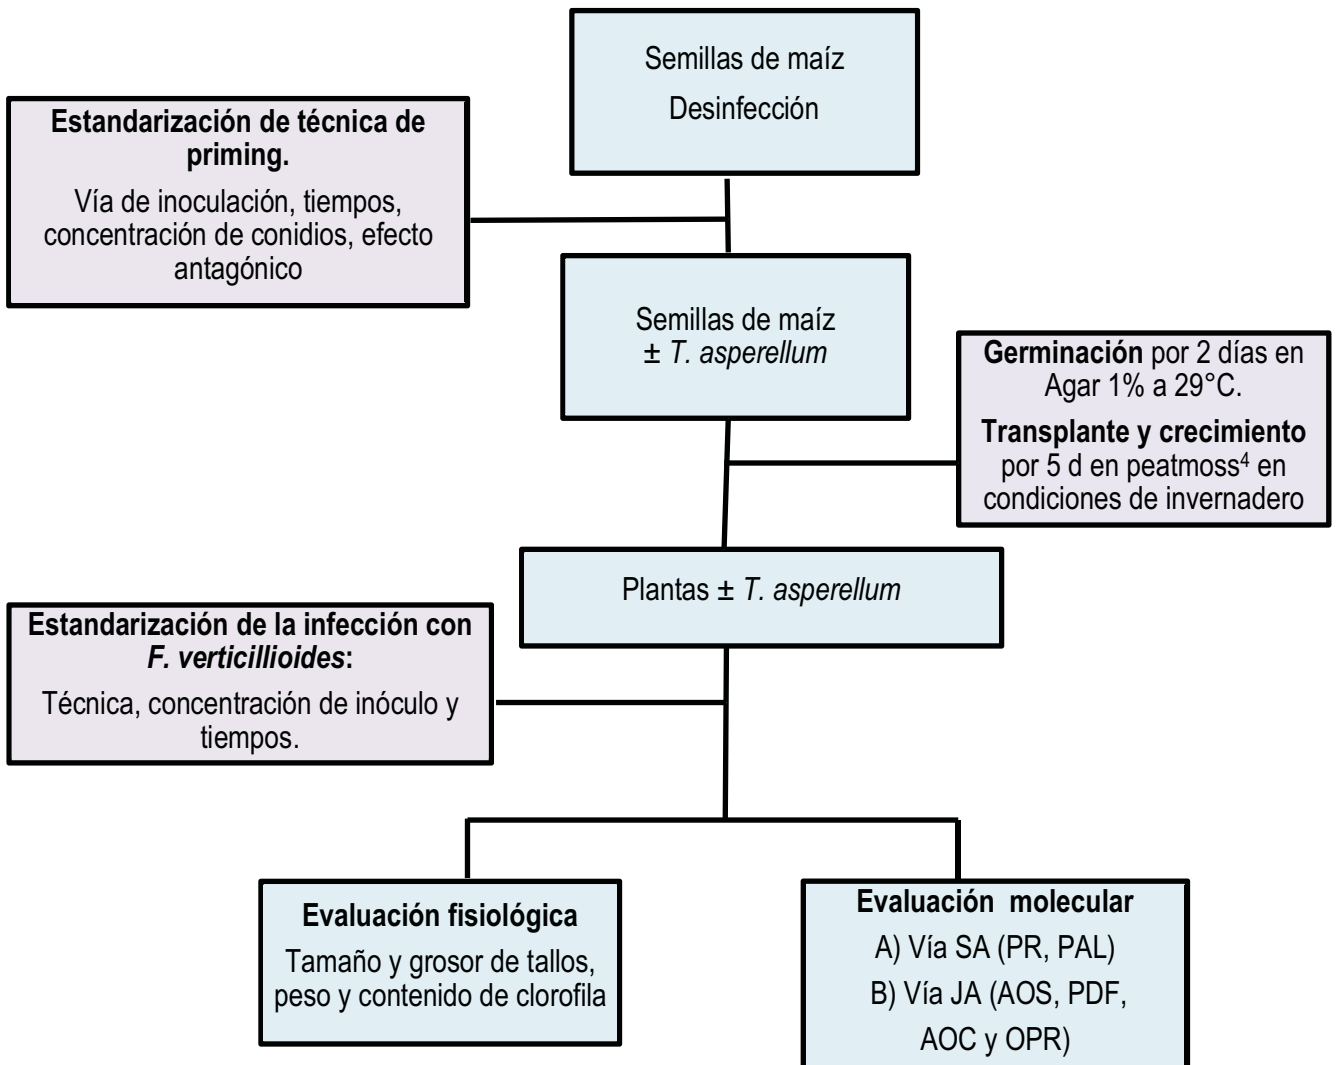 Semillas de maíz
Desinfección
Estandarización de técnica de
priming.
Vía de inoculación, tiempos,
concentración de conidios, efecto
antagónico
Semillas de maíz
± T. asperellum
Germinación por 2 días en
Agar 1% a 29°C.
Transplante y crecimiento
por 5 d en peatmoss⁴ en
condiciones de invernadero
Plantas ± T. asperellum
Estandarización de la infección con
F. verticillioides:
Técnica, concentración de inóculo y
tiempos.
Evaluación fisiológica
Tamaño y grosor de tallos,
peso y contenido de clorofila
Evaluación molecular
A) Vía SA (PR, PAL)
B) Vía JA (AOS, PDF,
AOC y OPR)